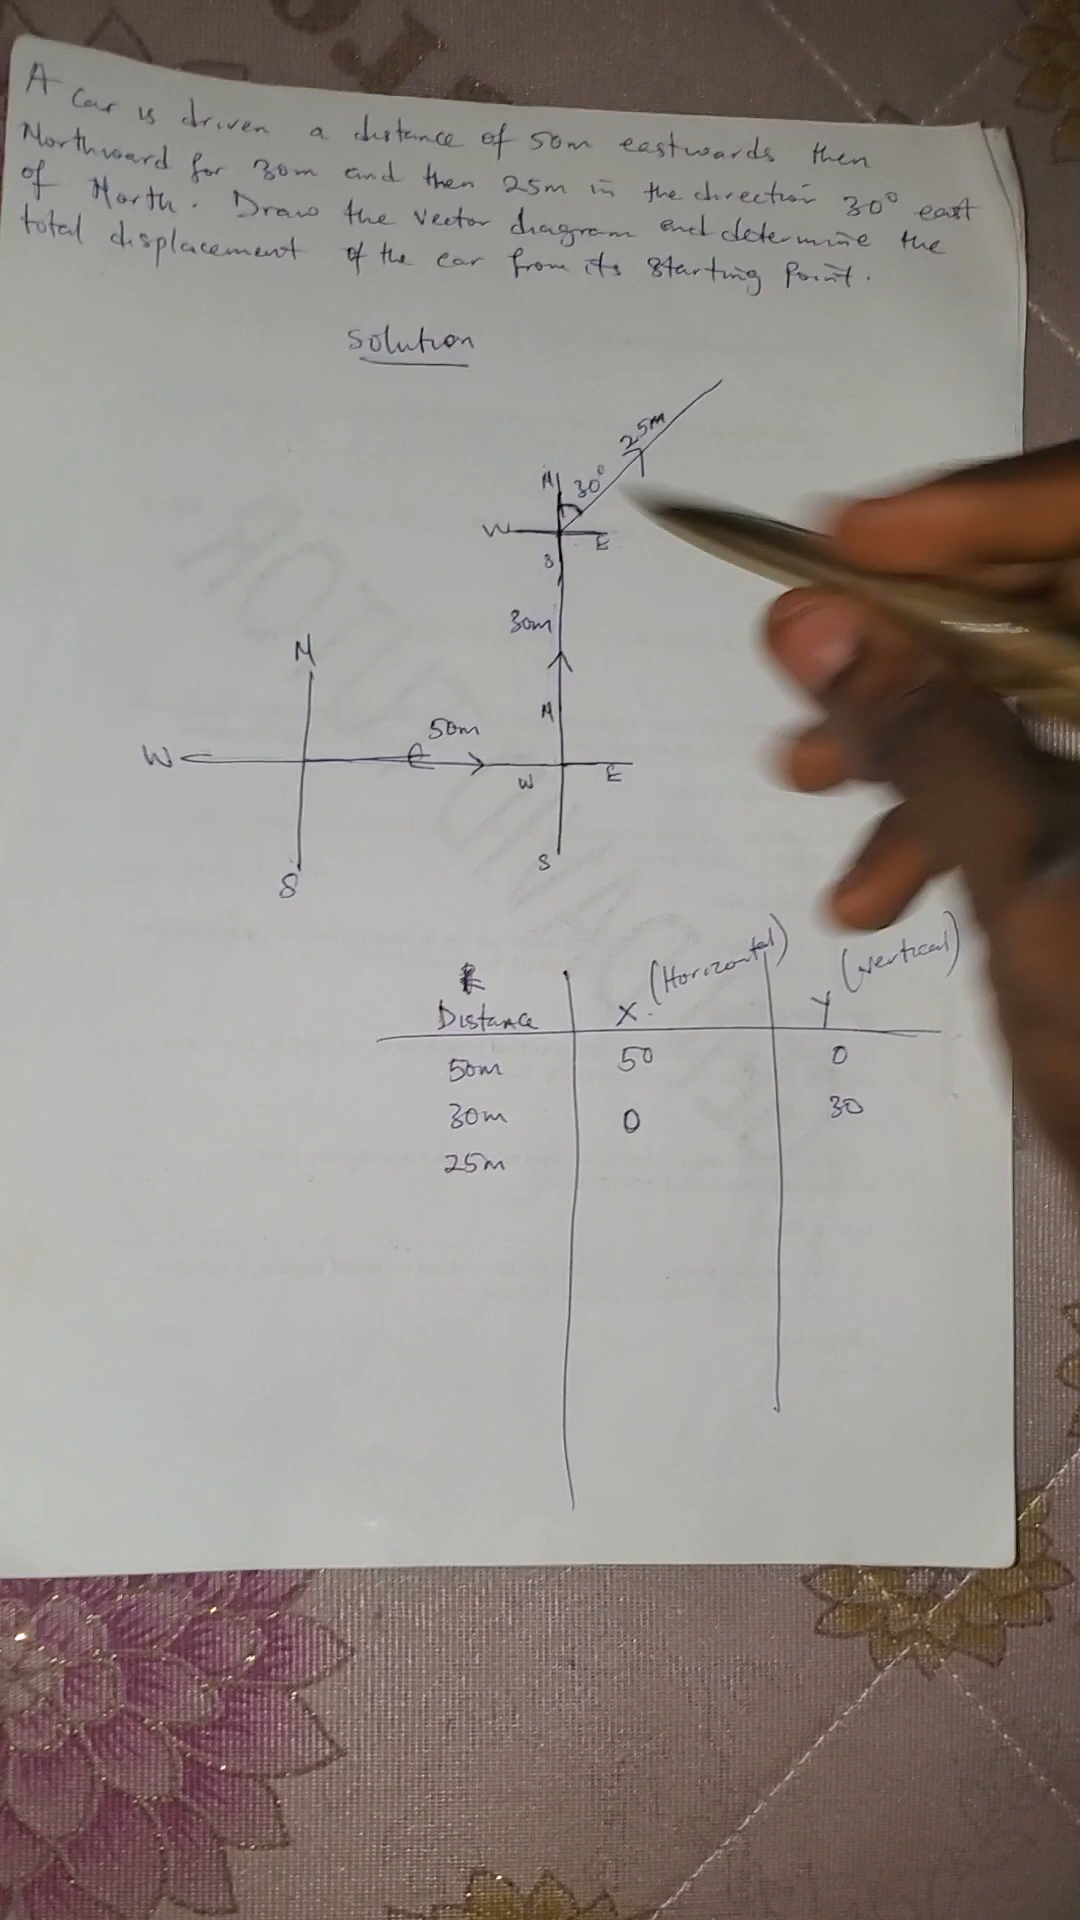 A car is driven a distance of 50m eastwards then
Northward for 30m and then 25m in the direction 30° east
of North. Draw the vector diagram and determine the
total displacement of the car from its starting point.
Solution
25m
N 30°
W E
S
30m
N
N
50m
W W E
S
S
(Horizontal) (vertical)
Distance X Y
50m 50 0
30m 0 30
25m